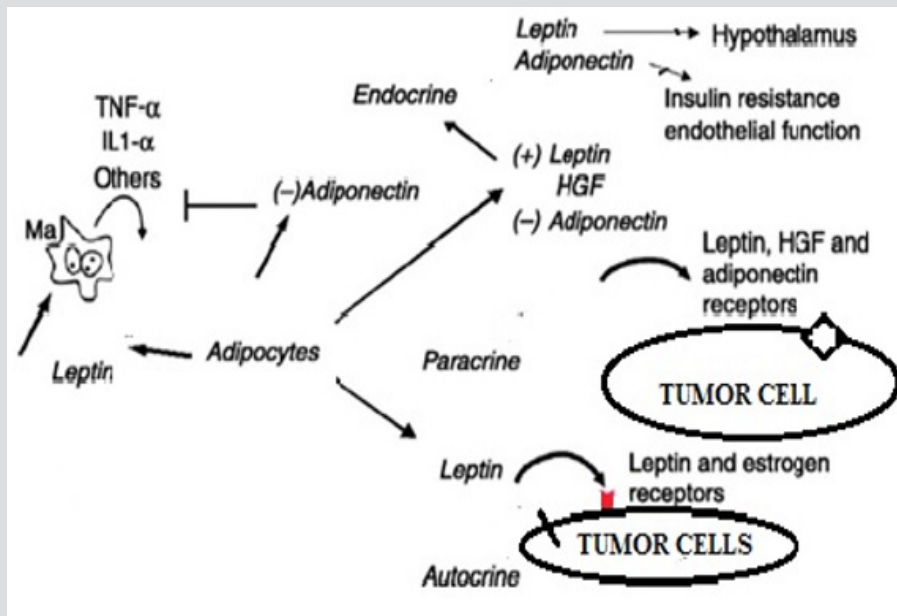 Leptin
Hypothalamus
Adiponectin
Insulin resistance
endothelial function
TNF-α
IL1-α
Others
Endocrine
(–)Adiponectin
(+) Leptin
HGF
(–) Adiponectin
Ma
Leptin, HGF and
adiponectin
receptors
Leptin
Adipocytes
Paracrine
TUMOR CELL
Leptin
Leptin and estrogen
receptors
TUMOR CELLS
Autocrine